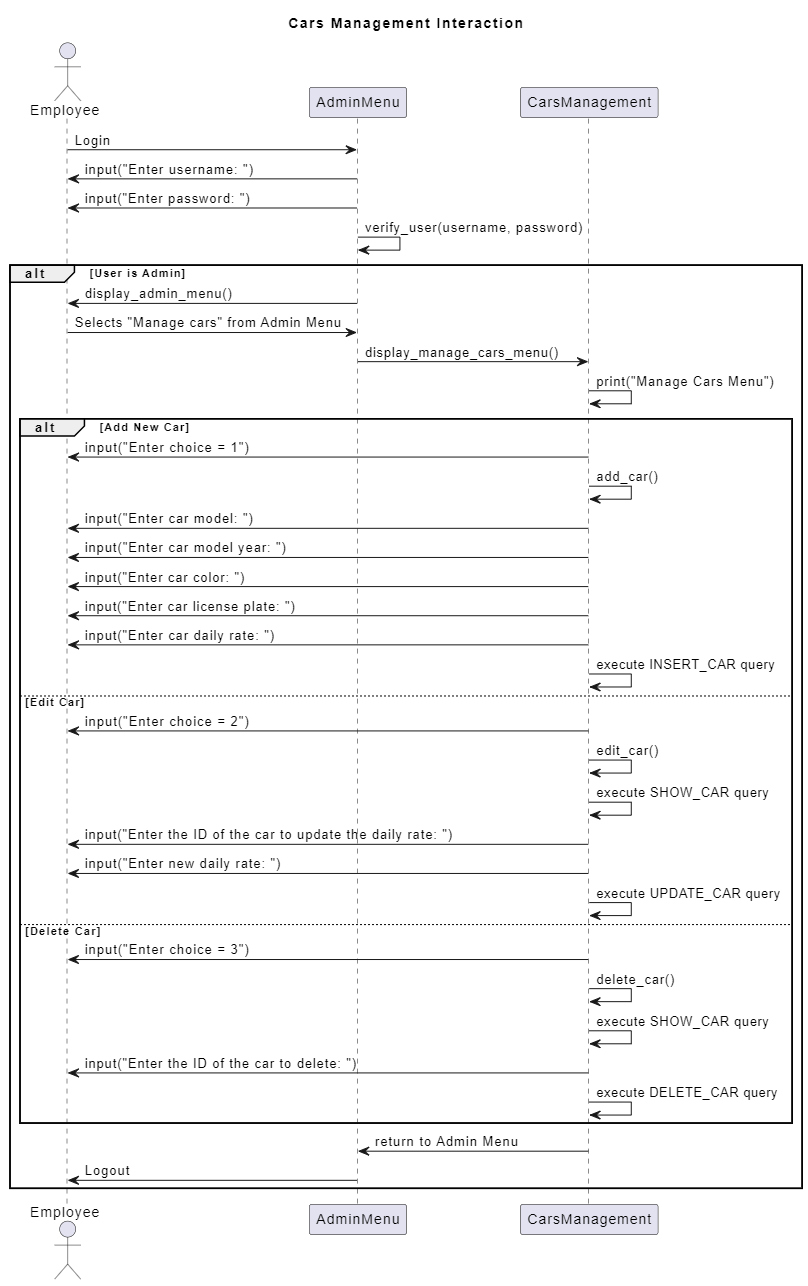 Cars Management Interaction
Employee
AdminMenu
CarsManagement
Login
input("Enter username: ")
input("Enter password: ")
verify_user(username, password)
alt
[User is Admin]
display_admin_menu()
Selects "Manage cars" from Admin Menu
display_manage_cars_menu()
print("Manage Cars Menu")
alt
[Add New Car]
input("Enter choice = 1")
add_car()
input("Enter car model: ")
input("Enter car model year: ")
input("Enter car color: ")
input("Enter car license plate: ")
input("Enter car daily rate: ")
execute INSERT_CAR query
[Edit Car]
input("Enter choice = 2")
edit_car()
execute SHOW_CAR query
input("Enter the ID of the car to update the daily rate: ")
input("Enter new daily rate: ")
execute UPDATE_CAR query
[Delete Car]
input("Enter choice = 3")
delete_car()
execute SHOW_CAR query
input("Enter the ID of the car to delete: ")
execute DELETE_CAR query
return to Admin Menu
Logout
Employee
AdminMenu
CarsManagement